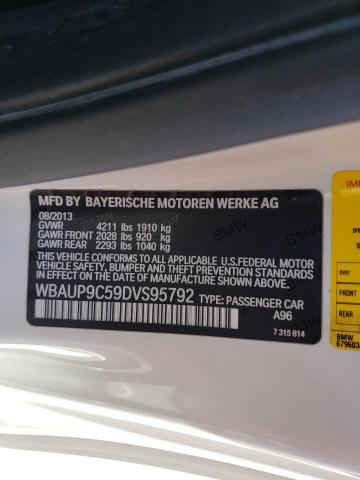 MFD BY BAYERISCHE MOTOREN WERKE AG
08/2013
GVWR 4211 lbs 1910 kg
GAWR FRONT 2028 lbs 920 kg
GAWR REAR 2293 lbs 1040 kg
THIS VEHICLE CONFORMS TO ALL APPLICABLE U.S.FEDERAL MOTOR
VEHICLE SAFETY, BUMPER, AND THEFT PREVENTION STANDARDS
IN EFFECT ON THE DATE OF MANUFACTURE SHOWN ABOVE.
WBAUP9C59DVS95792 TYPE: PASSENGER CAR
A96
7 315 814
BMW
679603